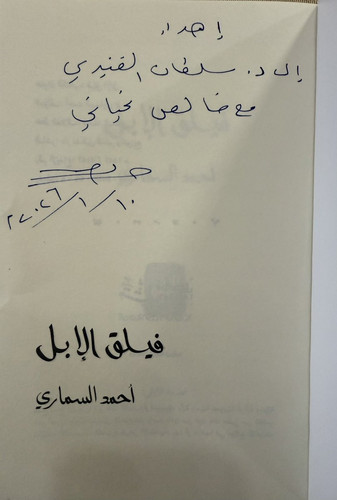 إهداء
إلى د. سلطان القنيدي
مع خالص تحياتي
٢٠٢٦/١/١٠
فيلق الإبل
أحمد السماري